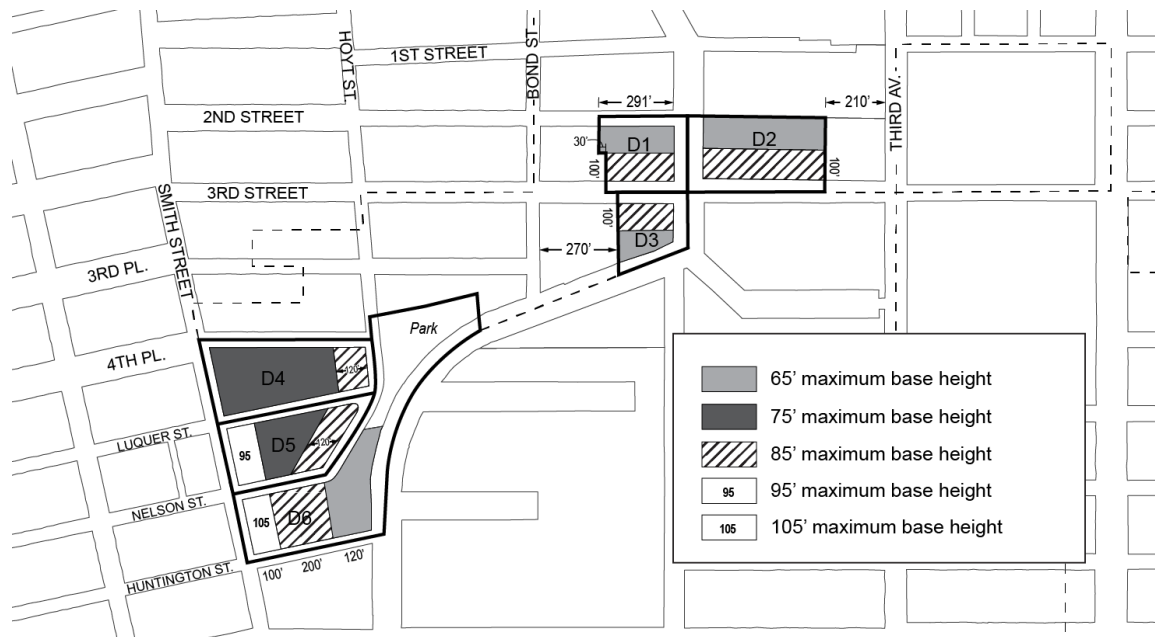 HOYT ST.
BOND ST.
1ST STREET
291'
210'
THIRD AV.
2ND STREET
30'
D1
D2
100'
100'
SMITH STREET
3RD STREET
100'
D3
270'
3RD PL.
Park
4TH PL.
D4
120'
LUQUER ST.
95
D5
120'
NELSON ST.
105
D6
HUNTINGTON ST.
100'
200'
120'
65' maximum base height
75' maximum base height
85' maximum base height
95 95' maximum base height
105 105' maximum base height